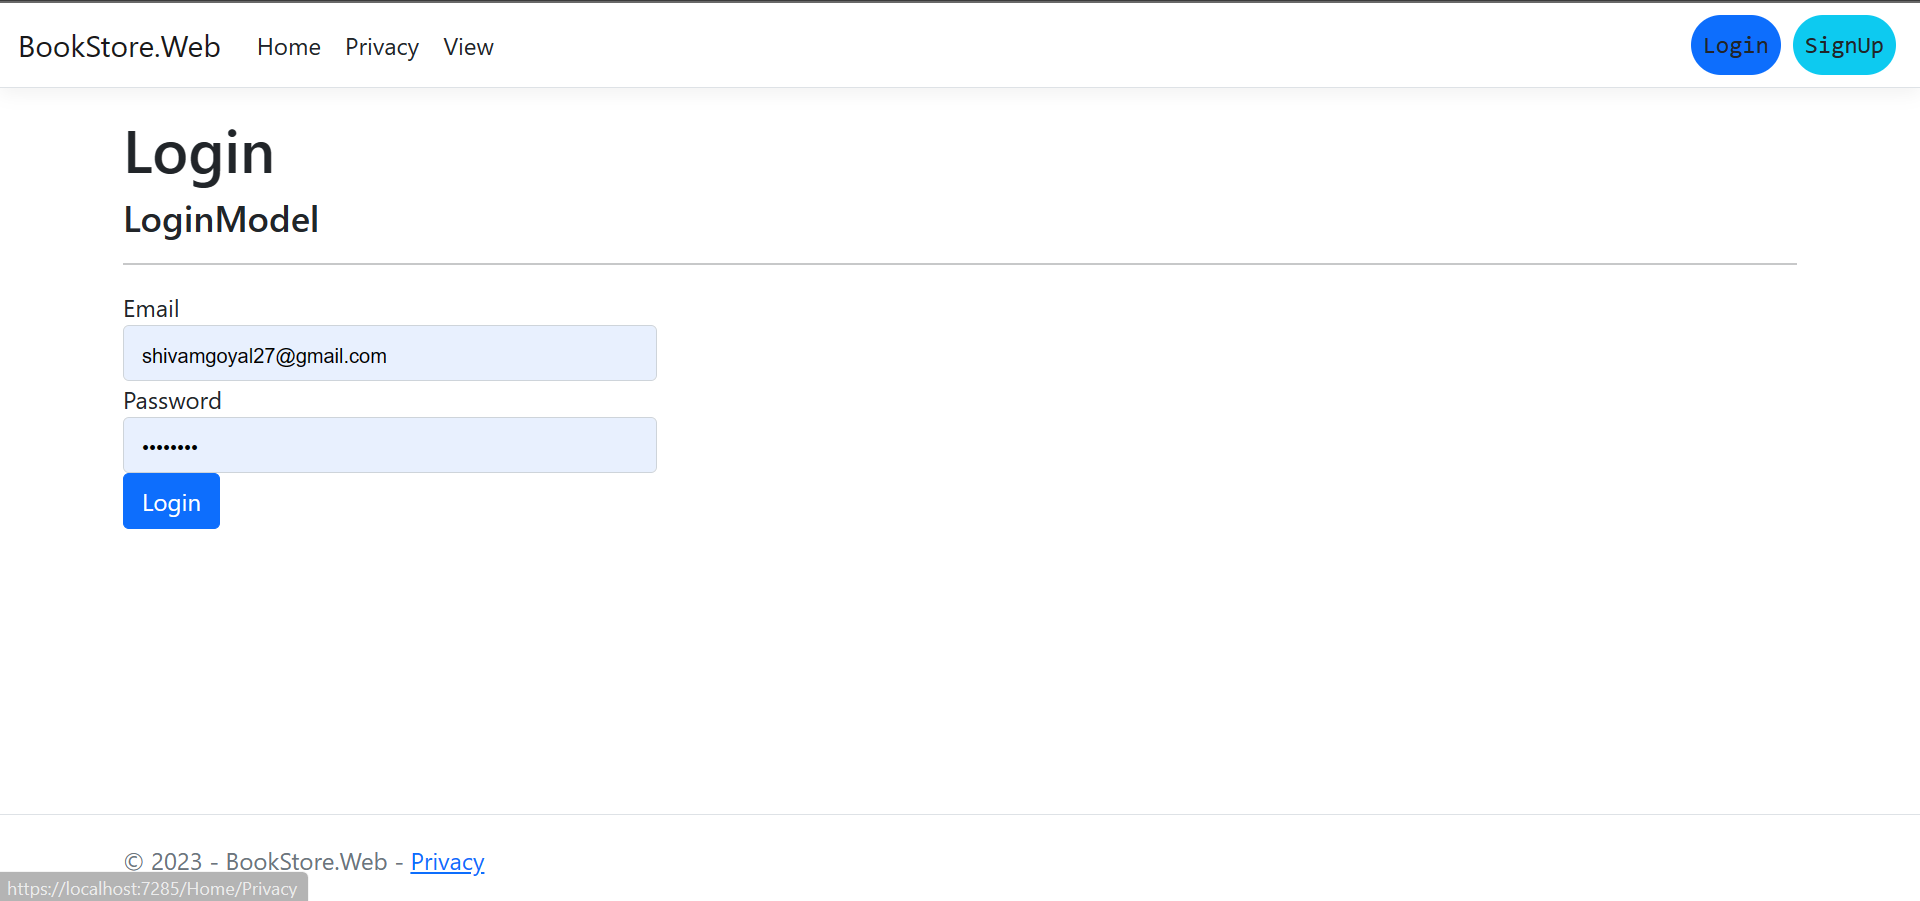 BookStore.Web Home Privacy View Login SignUp
Login
LoginModel
Email
shivamgoyal27@gmail.com
Password
••••••••
Login
© 2023 - BookStore.Web - Privacy
https://localhost:7285/Home/Privacy